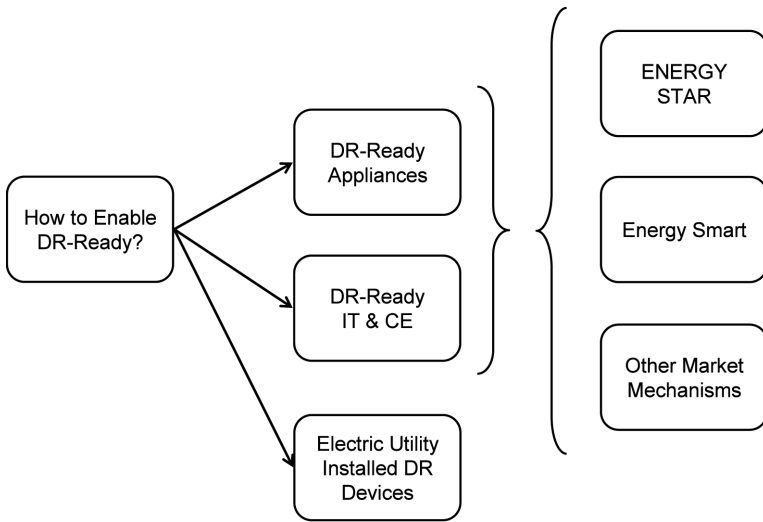 How to Enable
DR-Ready?
DR-Ready
Appliances
DR-Ready
IT & CE
Electric Utility
Installed DR
Devices
ENERGY
STAR
Energy Smart
Other Market
Mechanisms